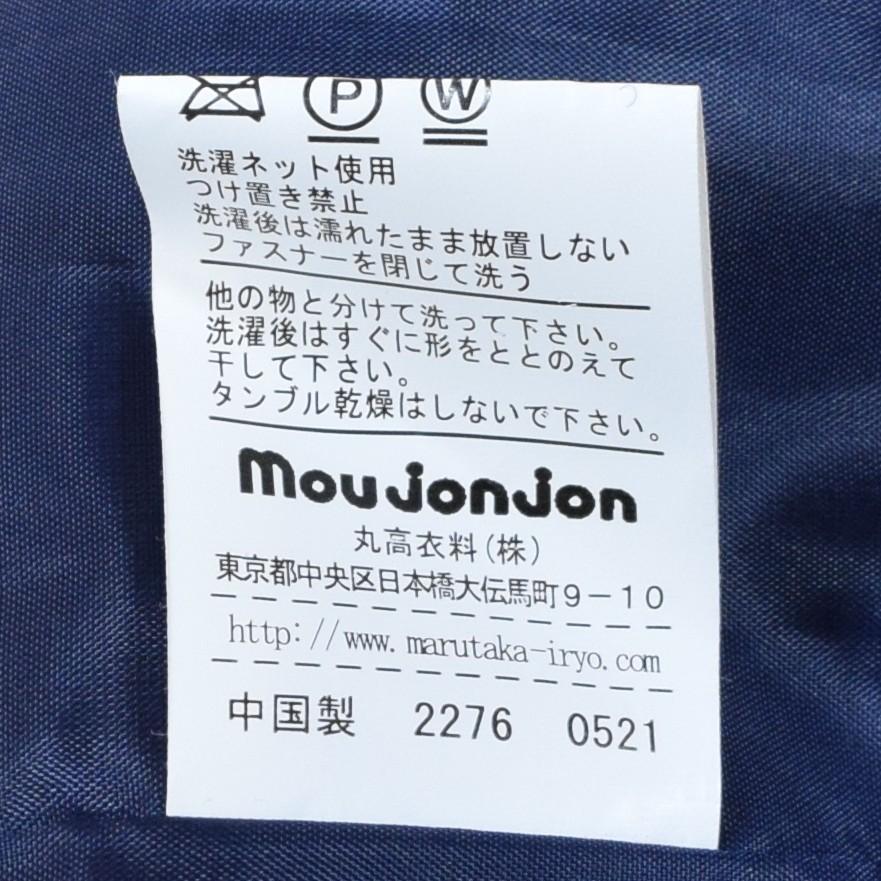 P W
洗濯ネット使用
つけ置き禁止
洗濯後は濡れたまま放置しない
ファスナーを閉じて洗う
他の物と分けて洗って下さい。
洗濯後はすぐに形をととのえて
干して下さい。
タンブル乾燥はしないで下さい。
moujonjon
丸高衣料(株)
東京都中央区日本橋大伝馬町9-10
http://www.marutaka-iryo.com
中国製 2276 0521